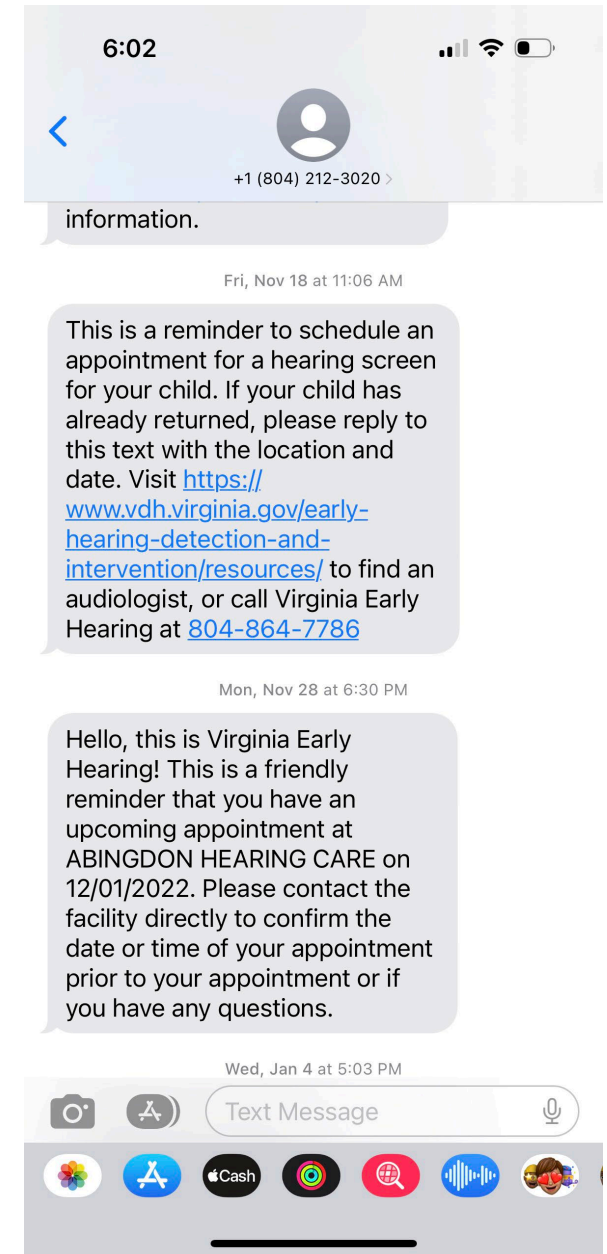 6:02
+1 (804) 212-3020 >
information.
Fri, Nov 18 at 11:06 AM
This is a reminder to schedule an
appointment for a hearing screen
for your child. If your child has
already returned, please reply to
this text with the location and
date. Visit https://
www.vdh.virginia.gov/early-
hearing-detection-and-
intervention/resources/ to find an
audiologist, or call Virginia Early
Hearing at 804-864-7786
Mon, Nov 28 at 6:30 PM
Hello, this is Virginia Early
Hearing! This is a friendly
reminder that you have an
upcoming appointment at
ABINGDON HEARING CARE on
12/01/2022. Please contact the
facility directly to confirm the
date or time of your appointment
prior to your appointment or if
you have any questions.
Wed, Jan 4 at 5:03 PM
Text Message
Cash